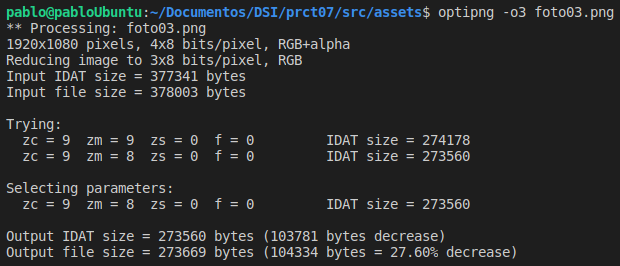 pablo@pabloUbuntu:~/Documentos/DSI/prct07/src/assets$ optipng -o3 foto03.png
** Processing: foto03.png
1920x1080 pixels, 4x8 bits/pixel, RGB+alpha
Reducing image to 3x8 bits/pixel, RGB
Input IDAT size = 377341 bytes
Input file size = 378003 bytes

Trying:
  zc = 9  zm = 9  zs = 0  f = 0         IDAT size = 274178
  zc = 9  zm = 8  zs = 0  f = 0         IDAT size = 273560

Selecting parameters:
  zc = 9  zm = 8  zs = 0  f = 0         IDAT size = 273560

Output IDAT size = 273560 bytes (103781 bytes decrease)
Output file size = 273669 bytes (104334 bytes = 27.60% decrease)